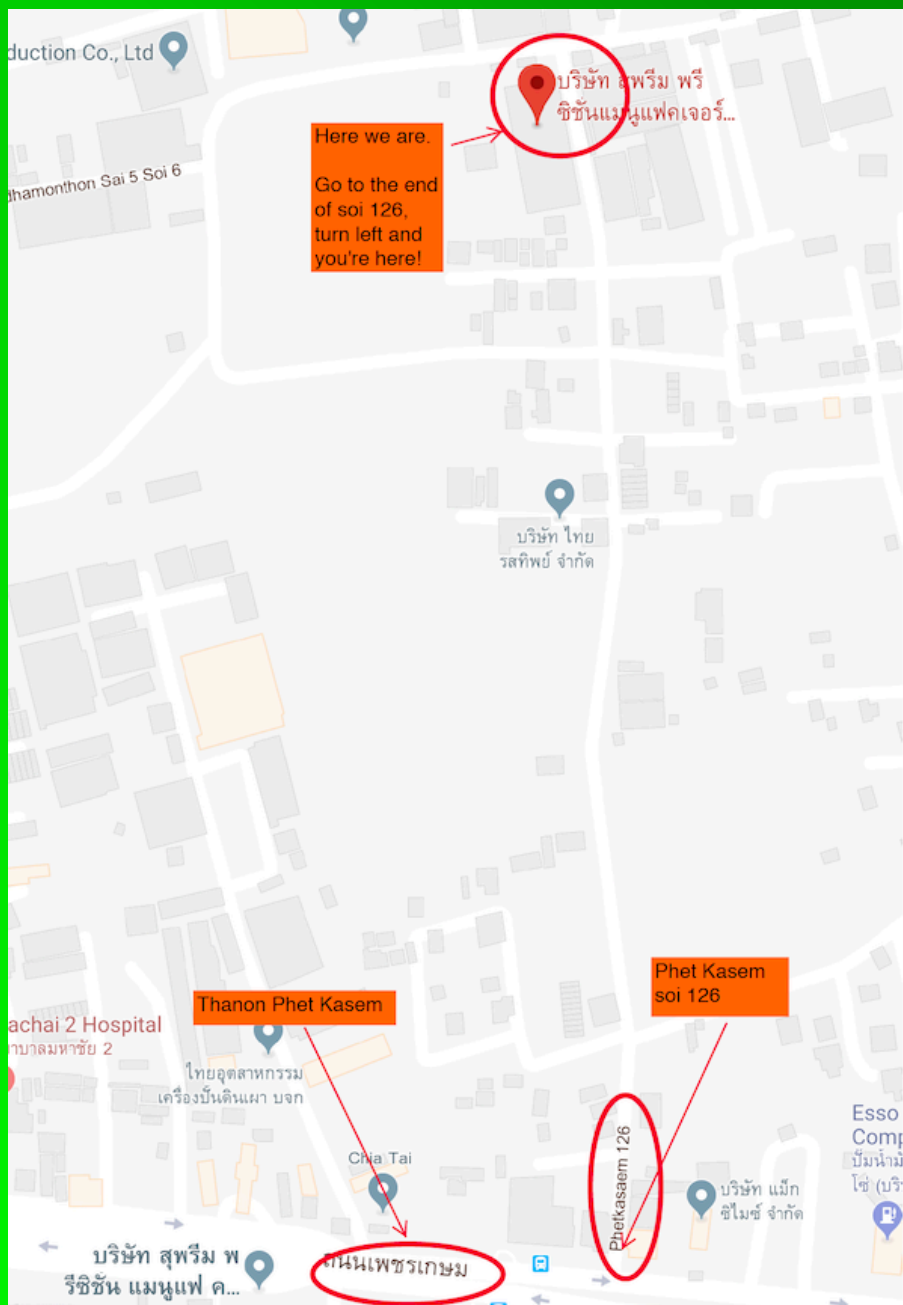 duction Co., Ltd
บริษัท สุพรีม พรี
ซิชั่นแมนูแฟคเจอร์...
Here we are.
Go to the end
of soi 126,
turn left and
you're here!
dhamonthon Sai 5 Soi 6
บริษัท ไทย
รสทิพย์ จำกัด
Phet Kasem
soi 126
Thanon Phet Kasem
achai 2 Hospital
าบาลมหาชัย 2
ไทยอุตสาหกรรม
เครื่องปั้นดินเผา บจก
Esso
Comp
ปั๊มน้ำมั
โซ่ (บริ
Phetkasaem 126
Chia Tai
บริษัท แม็ก
ซิไมซ์ จำกัด
บริษัท สุพรีม พ
รีซิชั่น แมนูแฟ ค...
ถนนเพชรเกษม